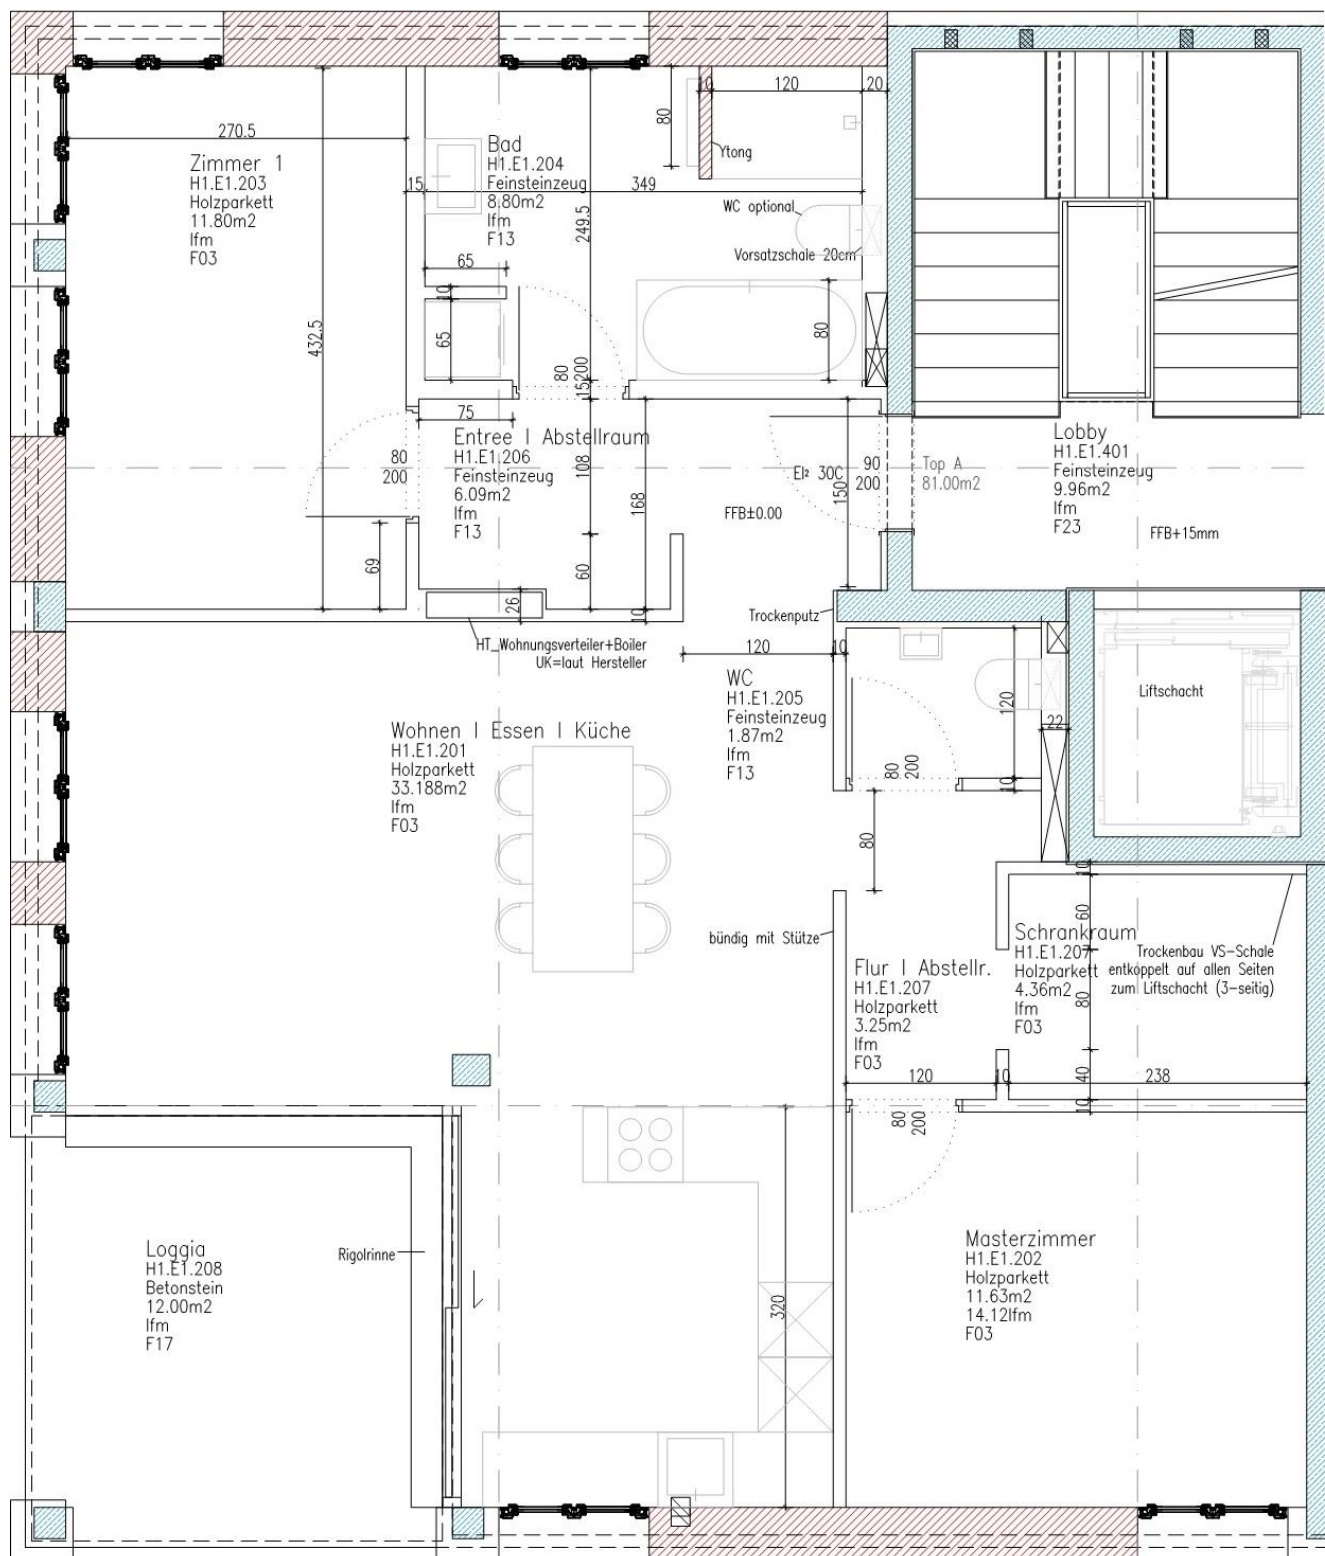 10
120
20
80
270.5
Zimmer 1
H1.E1.203
Holzparkett
11.80m2
lfm
F03
Bad
H1.E1.204
Feinsteinzeug
8.80m2
lfm
F13
Ytong
15
349
249.5
WC optional
Vorsatzschale 20cm
65
10
65
80
432.5
80
200
15
75
Entree | Abstellraum
H1.E1.206
Feinsteinzeug
6.09m2
lfm
F13
80
200
108
168
EI₂ 30C
150
90
200
Top A
81.00m2
Lobby
H1.E1.401
Feinsteinzeug
9.96m2
lfm
F23
FFB±0.00
FFB+15mm
69
60
26
10
Trockenputz
HT_Wohnungsverteiler+Boiler
UK=laut Hersteller
120
10
WC
H1.E1.205
Feinsteinzeug
1.87m2
lfm
F13
120
22
Liftschacht
Wohnen | Essen | Küche
H1.E1.201
Holzparkett
33.188m2
lfm
F03
80
200
10
80
10
60
bündig mit Stütze
Schrankraum
H1.E1.207
Holzparkett
4.36m2
lfm
F03
Trockenbau VS-Schale
entkoppelt auf allen Seiten
zum Liftschacht (3-seitig)
Flur | Abstellr.
H1.E1.207
Holzparkett
3.25m2
lfm
F03
80
120
10
40
238
10
80
200
Loggia
H1.E1.208
Betonstein
12.00m2
lfm
F17
Rigolrinne
320
Masterzimmer
H1.E1.202
Holzparkett
11.63m2
14.12lfm
F03